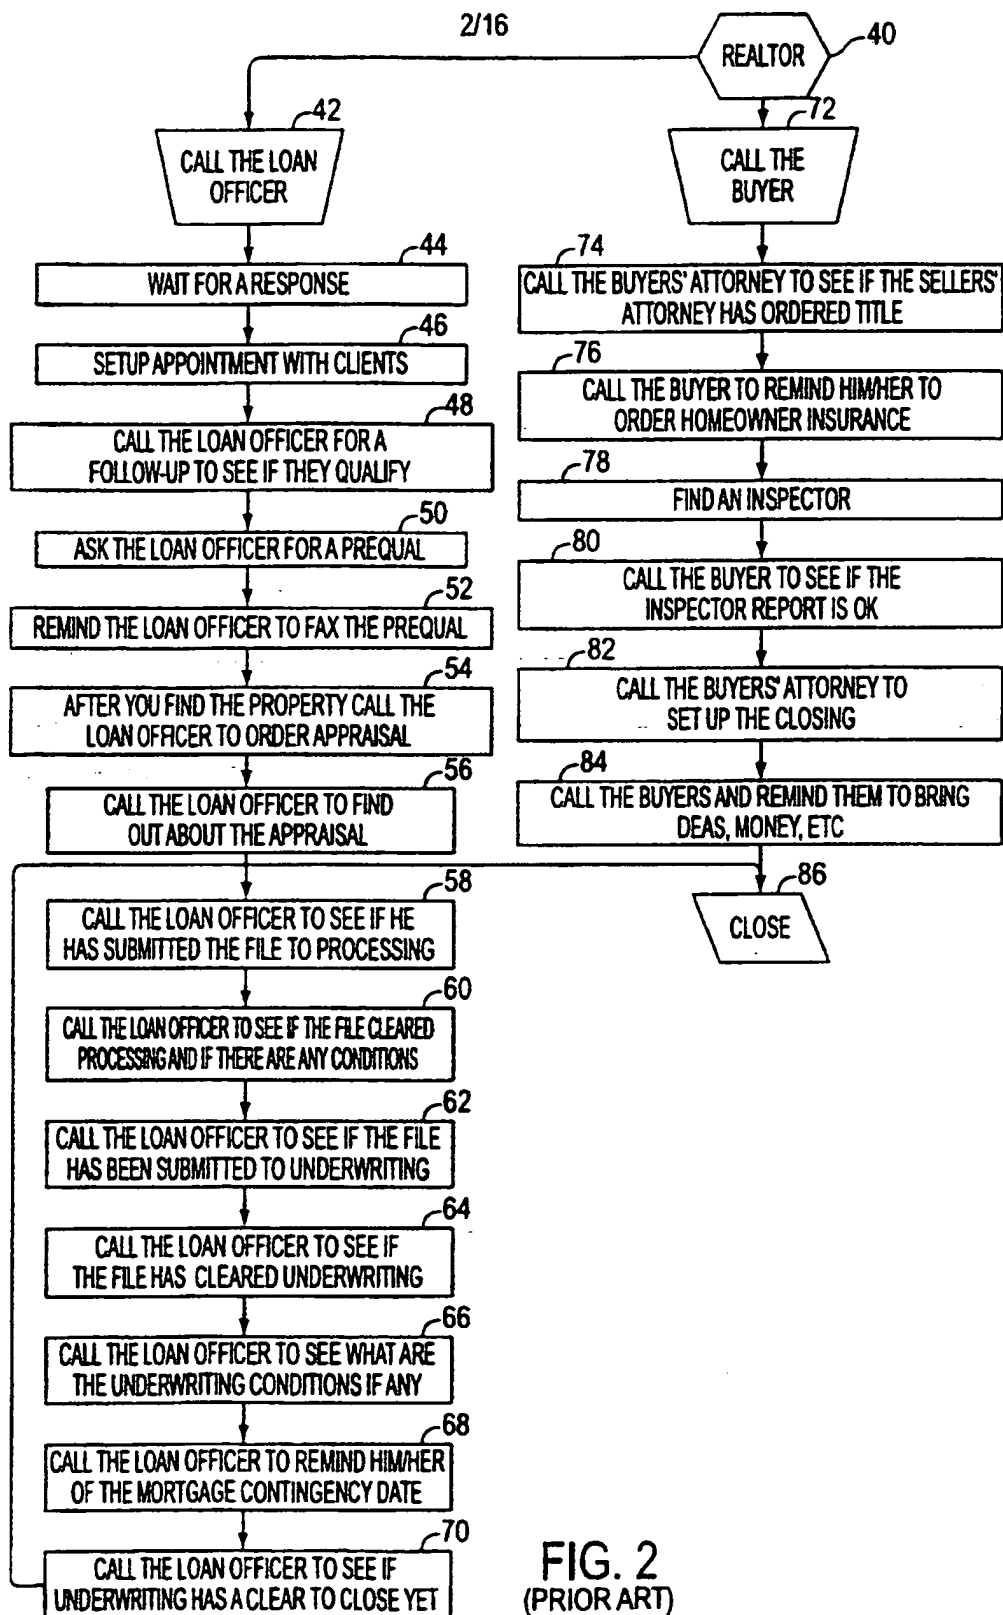 2/16
REALTOR
40
42
CALL THE LOAN
OFFICER
44
WAIT FOR A RESPONSE
46
SETUP APPOINTMENT WITH CLIENTS
48
CALL THE LOAN OFFICER FOR A
FOLLOW-UP TO SEE IF THEY QUALIFY
50
ASK THE LOAN OFFICER FOR A PREQUAL
52
REMIND THE LOAN OFFICER TO FAX THE PREQUAL
54
AFTER YOU FIND THE PROPERTY CALL THE
LOAN OFFICER TO ORDER APPRAISAL
56
CALL THE LOAN OFFICER TO FIND
OUT ABOUT THE APPRAISAL
58
CALL THE LOAN OFFICER TO SEE IF HE
HAS SUBMITTED THE FILE TO PROCESSING
60
CALL THE LOAN OFFICER TO SEE IF THE FILE CLEARED
PROCESSING AND IF THERE ARE ANY CONDITIONS
62
CALL THE LOAN OFFICER TO SEE IF THE FILE
HAS BEEN SUBMITTED TO UNDERWRITING
64
CALL THE LOAN OFFICER TO SEE IF
THE FILE HAS CLEARED UNDERWRITING
66
CALL THE LOAN OFFICER TO SEE WHAT ARE
THE UNDERWRITING CONDITIONS IF ANY
68
CALL THE LOAN OFFICER TO REMIND HIM/HER
OF THE MORTGAGE CONTINGENCY DATE
70
CALL THE LOAN OFFICER TO SEE IF
UNDERWRITING HAS A CLEAR TO CLOSE YET
72
CALL THE
BUYER
74
CALL THE BUYERS' ATTORNEY TO SEE IF THE SELLERS'
ATTORNEY HAS ORDERED TITLE
76
CALL THE BUYER TO REMIND HIM/HER TO
ORDER HOMEOWNER INSURANCE
78
FIND AN INSPECTOR
80
CALL THE BUYER TO SEE IF THE
INSPECTOR REPORT IS OK
82
CALL THE BUYERS' ATTORNEY TO
SET UP THE CLOSING
84
CALL THE BUYERS AND REMIND THEM TO BRING
DEAS, MONEY, ETC
86
CLOSE
FIG. 2
(PRIOR ART)